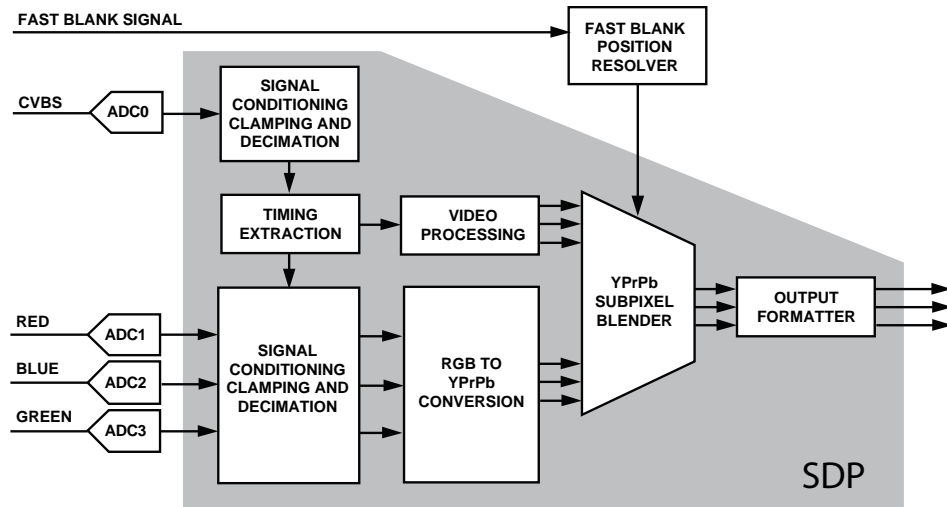 FAST BLANK SIGNAL
FAST BLANK
POSITION
RESOLVER
CVBS
ADC0
SIGNAL
CONDITIONING
CLAMPING AND
DECIMATION
TIMING
EXTRACTION
VIDEO
PROCESSING
YPrPb
SUBPIXEL
BLENDER
OUTPUT
FORMATTER
RED
ADC1
BLUE
ADC2
GREEN
ADC3
SIGNAL
CONDITIONING
CLAMPING AND
DECIMATION
RGB TO
YPrPb
CONVERSION
SDP